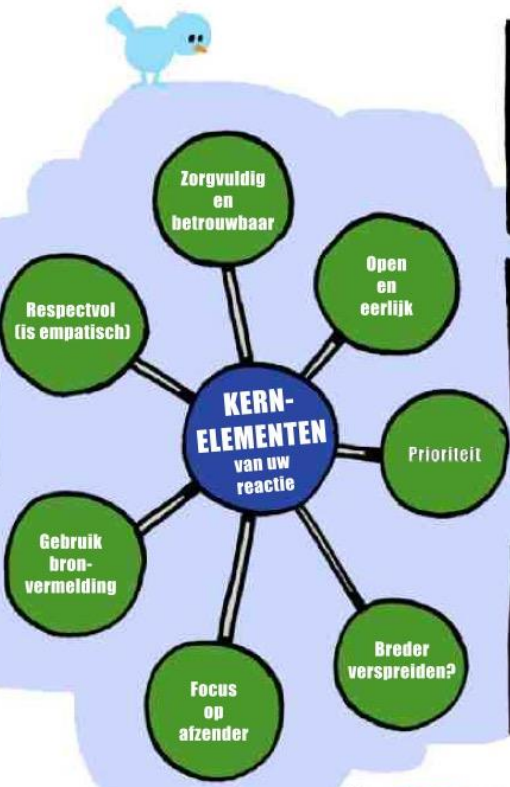 Zorgvuldig
en
betrouwbaar
Open
en
eerlijk
Respectvol
(is empatisch)
KERN-
ELEMENTEN
van uw
reactie
Prioriteit
Gebruik
bron-
vermelding
Breder
verspreiden?
Focus
op
afzender